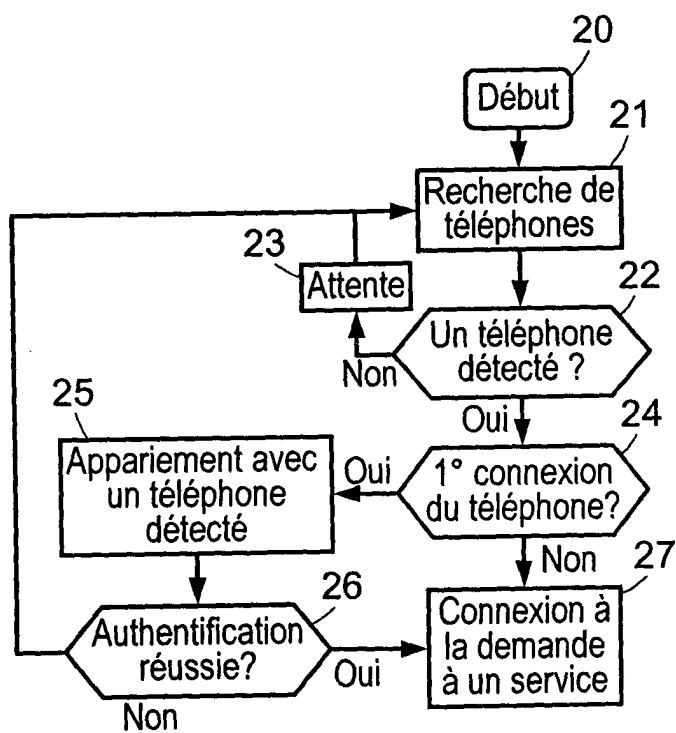 20
Début
21
Recherche de
téléphones
23
Attente
22
Un téléphone
détecté ?
Non
Oui
24
1° connexion
du téléphone?
Oui
Non
25
Appariement avec
un téléphone
détecté
26
Authentification
réussie?
Oui
Non
27
Connexion à
la demande
à un service